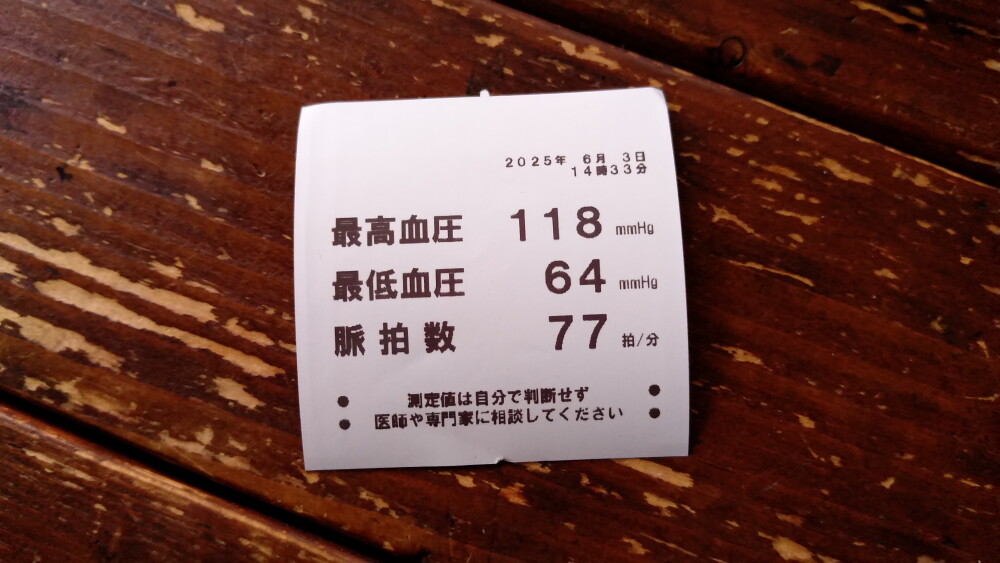 2025年 6月 3日
14時33分
最高血圧 118 mmHg
最低血圧 64 mmHg
脈拍数 77 拍/分
● 測定値は自分で判断せず ●
● 医師や専門家に相談してください ●